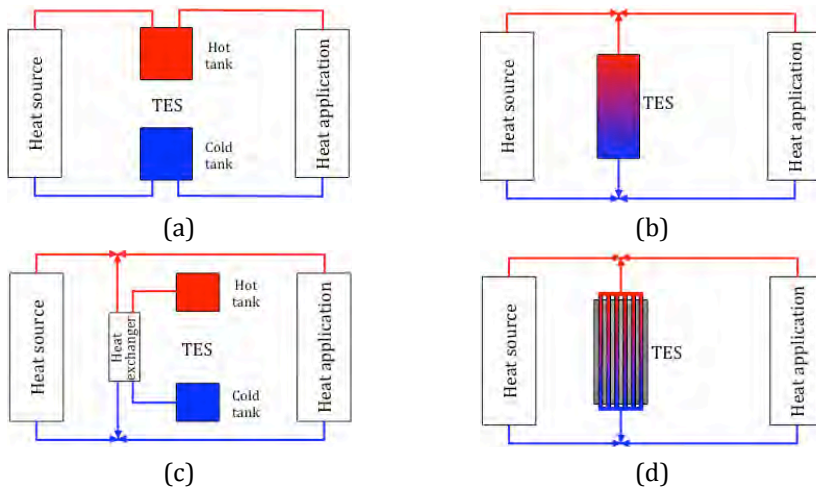 Heat source
Hot
tank
TES
Cold
tank
Heat application
(a)
Heat source
TES
Heat application
(b)
Heat source
Heat
exchanger
Hot
tank
TES
Cold
tank
Heat application
(c)
Heat source
TES
Heat application
(d)